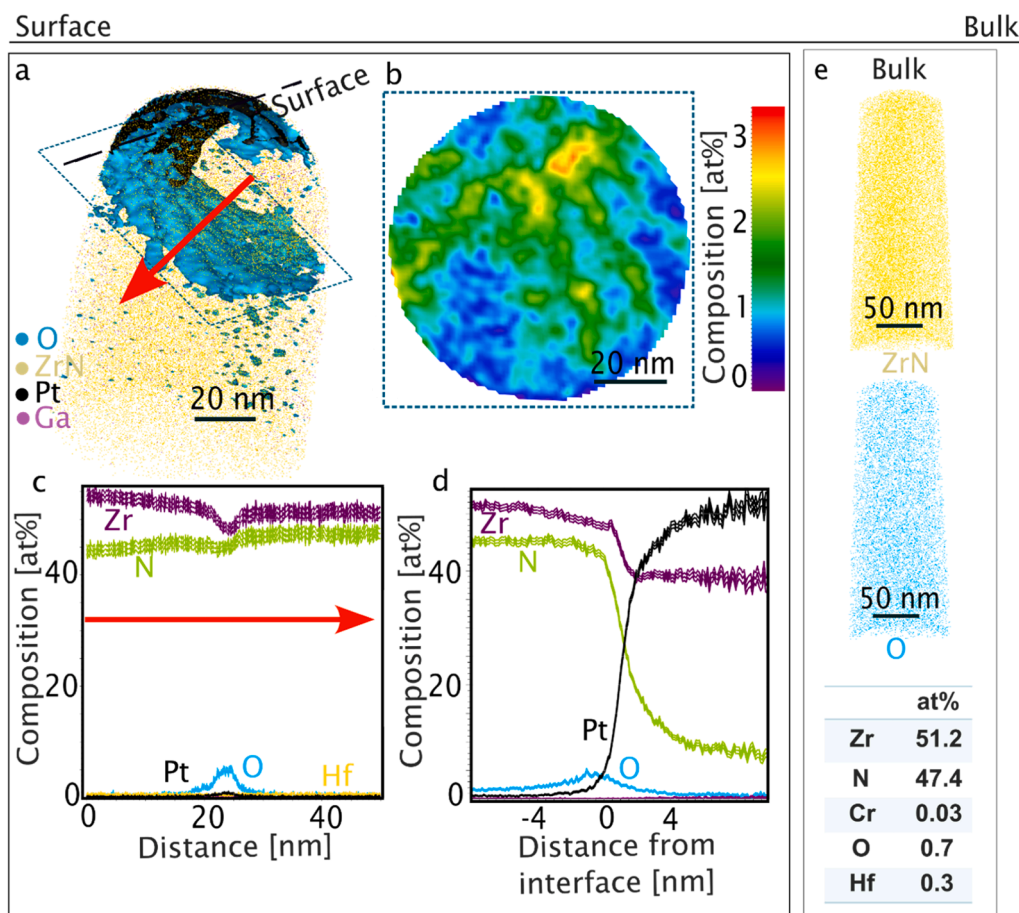 Surface
Bulk
a
Surface
O
ZrN
Pt
Ga
20 nm
b
20 nm
Composition [at%]
3
2
1
0
c
Composition [at%]
40
20
0
Zr
N
Pt
O
Hf
0
20
40
Distance [nm]
d
Composition [at%]
40
20
0
Zr
N
Pt
O
-4
0
4
Distance from
interface [nm]
e
Bulk
50 nm
ZrN
50 nm
O
at%
Zr 51.2
N 47.4
Cr 0.03
O 0.7
Hf 0.3